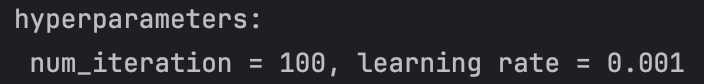 hyperparameters:
num_iteration = 100, learning rate = 0.001